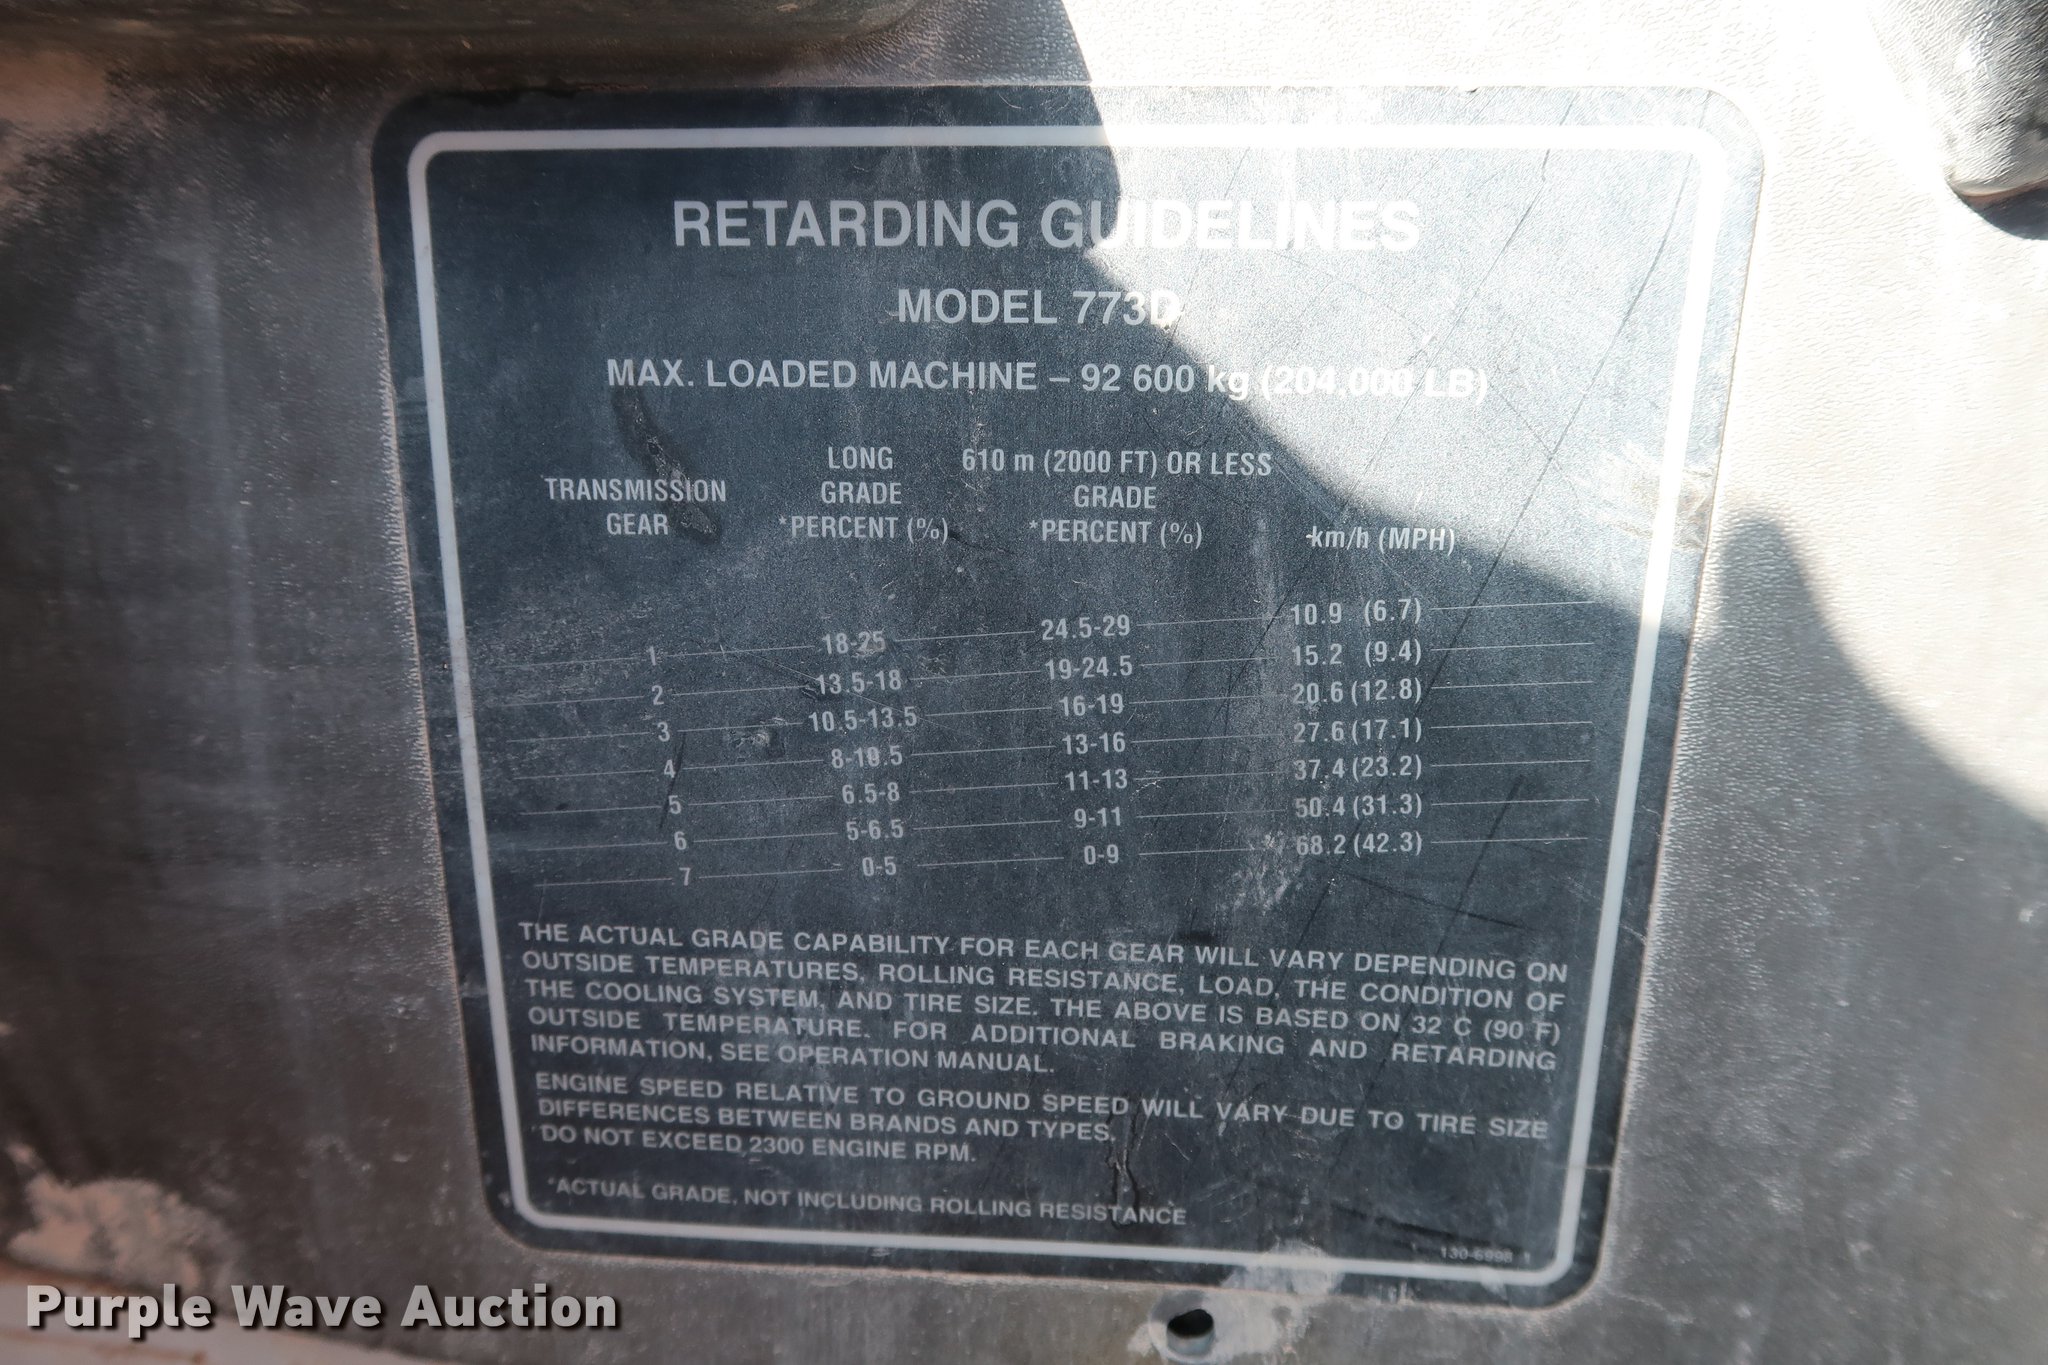 RETARDING GUIDELINES
MODEL 773D
MAX. LOADED MACHINE – 92 600 kg (204,000 LB)
LONG 610 m (2000 FT) OR LESS
TRANSMISSION GRADE GRADE
GEAR *PERCENT (%) *PERCENT (%) km/h (MPH)
1 18-25 24.5-29 10.9 (6.7)
2 13.5-18 19-24.5 15.2 (9.4)
3 10.5-13.5 16-19 20.6 (12.8)
4 8-10.5 13-16 27.6 (17.1)
5 6.5-8 11-13 37.4 (23.2)
6 5-6.5 9-11 50.4 (31.3)
7 0-5 0-9 68.2 (42.3)
THE ACTUAL GRADE CAPABILITY FOR EACH GEAR WILL VARY DEPENDING ON
OUTSIDE TEMPERATURES, ROLLING RESISTANCE, LOAD, THE CONDITION OF
THE COOLING SYSTEM, AND TIRE SIZE. THE ABOVE IS BASED ON 32 C (90 F)
OUTSIDE TEMPERATURE. FOR ADDITIONAL BRAKING AND RETARDING
INFORMATION, SEE OPERATION MANUAL.
ENGINE SPEED RELATIVE TO GROUND SPEED WILL VARY DUE TO TIRE SIZE
DIFFERENCES BETWEEN BRANDS AND TYPES.
DO NOT EXCEED 2300 ENGINE RPM.
*ACTUAL GRADE, NOT INCLUDING ROLLING RESISTANCE
Purple Wave Auction